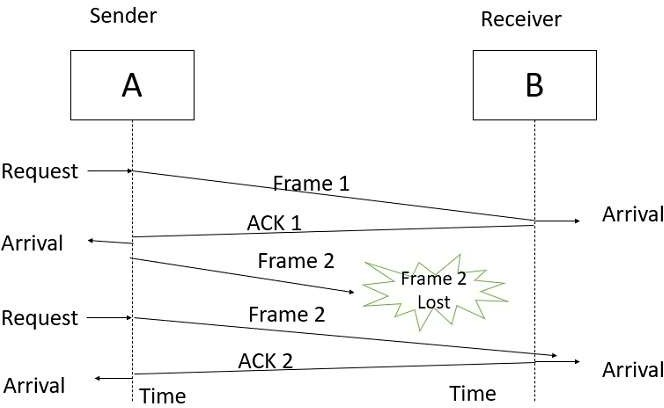 Sender
Receiver
A
B
Request
Frame 1
Arrival
ACK 1
Arrival
Frame 2
Frame 2
Lost
Request
Frame 2
ACK 2
Arrival
Arrival
Time
Time